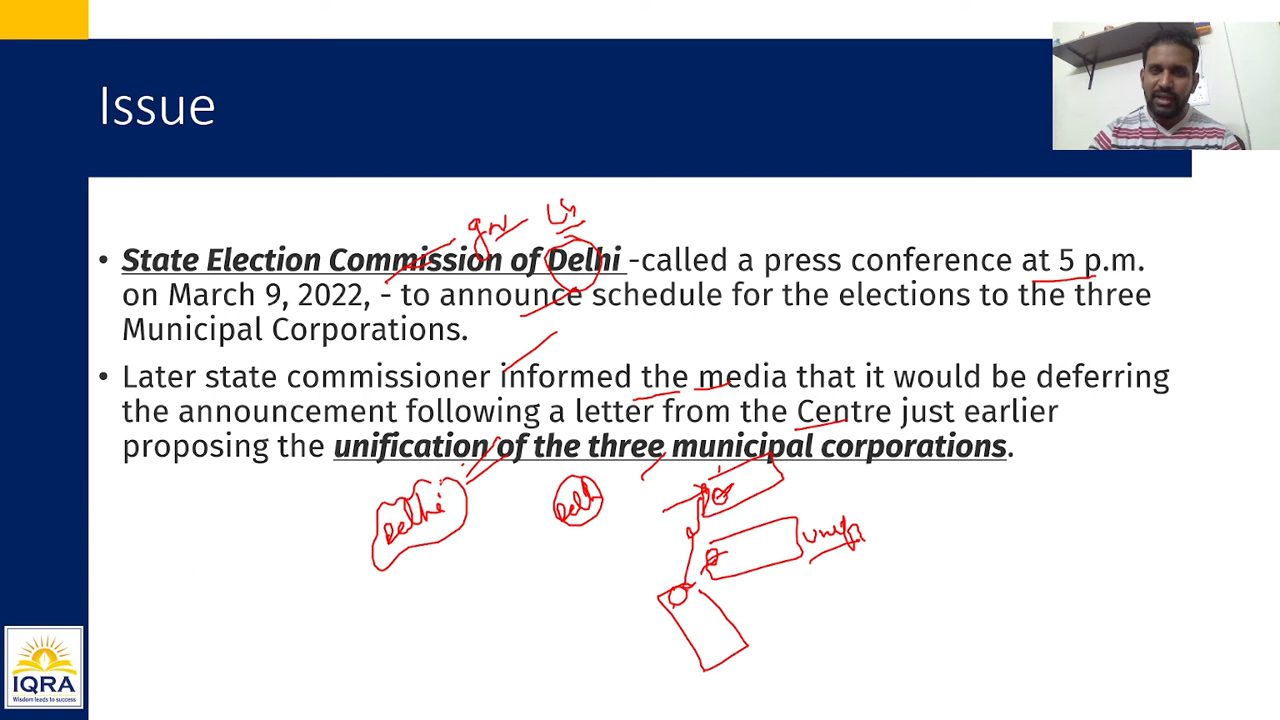 Issue
gov
• State Election Commission of Delhi -called a press conference at 5 p.m.
on March 9, 2022, - to announce schedule for the elections to the three
Municipal Corporations.
• Later state commissioner informed the media that it would be deferring
the announcement following a letter from the Centre just earlier
proposing the unification of the three municipal corporations.
Delhi
IQRA
Wisdom leads to success